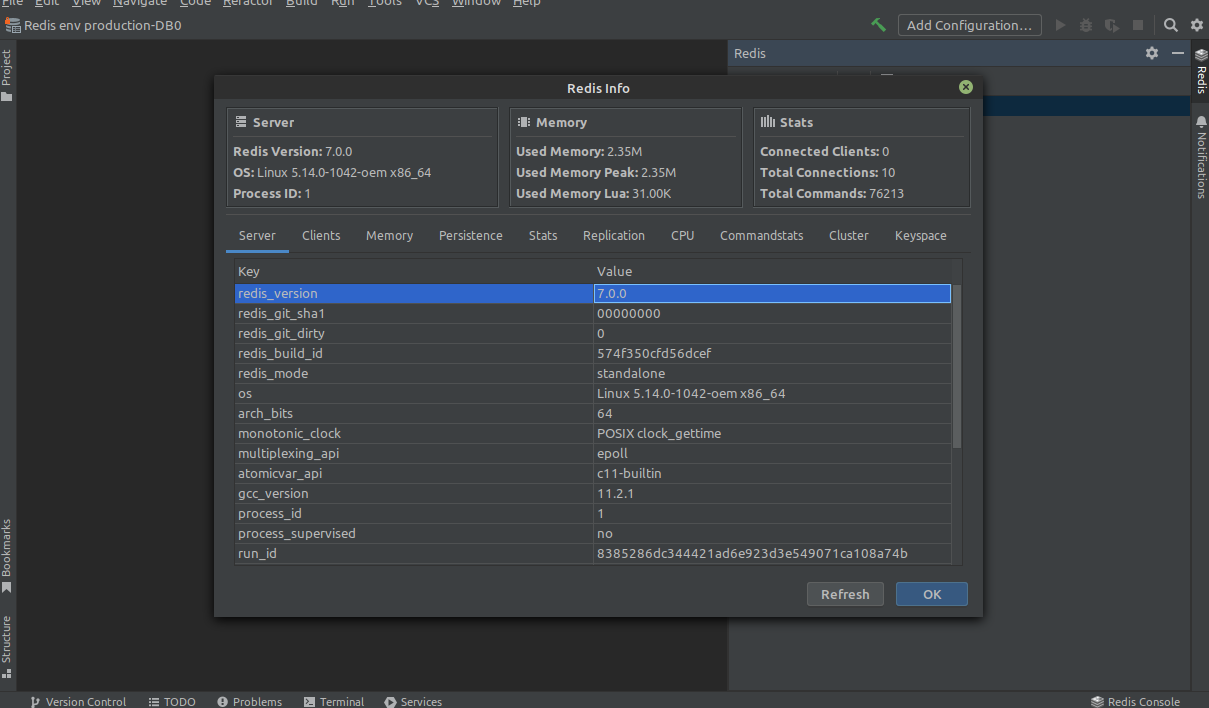 File Edit View Navigate Code Refactor Build Run Tools VCS Window Help
Redis env production-DB0
Add Configuration...
Project
Redis
Redis
Notifications
Redis Info
Server
Redis Version: 7.0.0
OS: Linux 5.14.0-1042-oem x86_64
Process ID: 1
Memory
Used Memory: 2.35M
Used Memory Peak: 2.35M
Used Memory Lua: 31.00K
Stats
Connected Clients: 0
Total Connections: 10
Total Commands: 76213
Server Clients Memory Persistence Stats Replication CPU Commandstats Cluster Keyspace
Key Value
redis_version 7.0.0
redis_git_sha1 00000000
redis_git_dirty 0
redis_build_id 574f350cfd56dcef
redis_mode standalone
os Linux 5.14.0-1042-oem x86_64
arch_bits 64
monotonic_clock POSIX clock_gettime
multiplexing_api epoll
atomicvar_api c11-builtin
gcc_version 11.2.1
process_id 1
process_supervised no
run_id 8385286dc344421ad6e923d3e549071ca108a74b
Refresh OK
Bookmarks
Structure
Version Control TODO Problems Terminal Services Redis Console